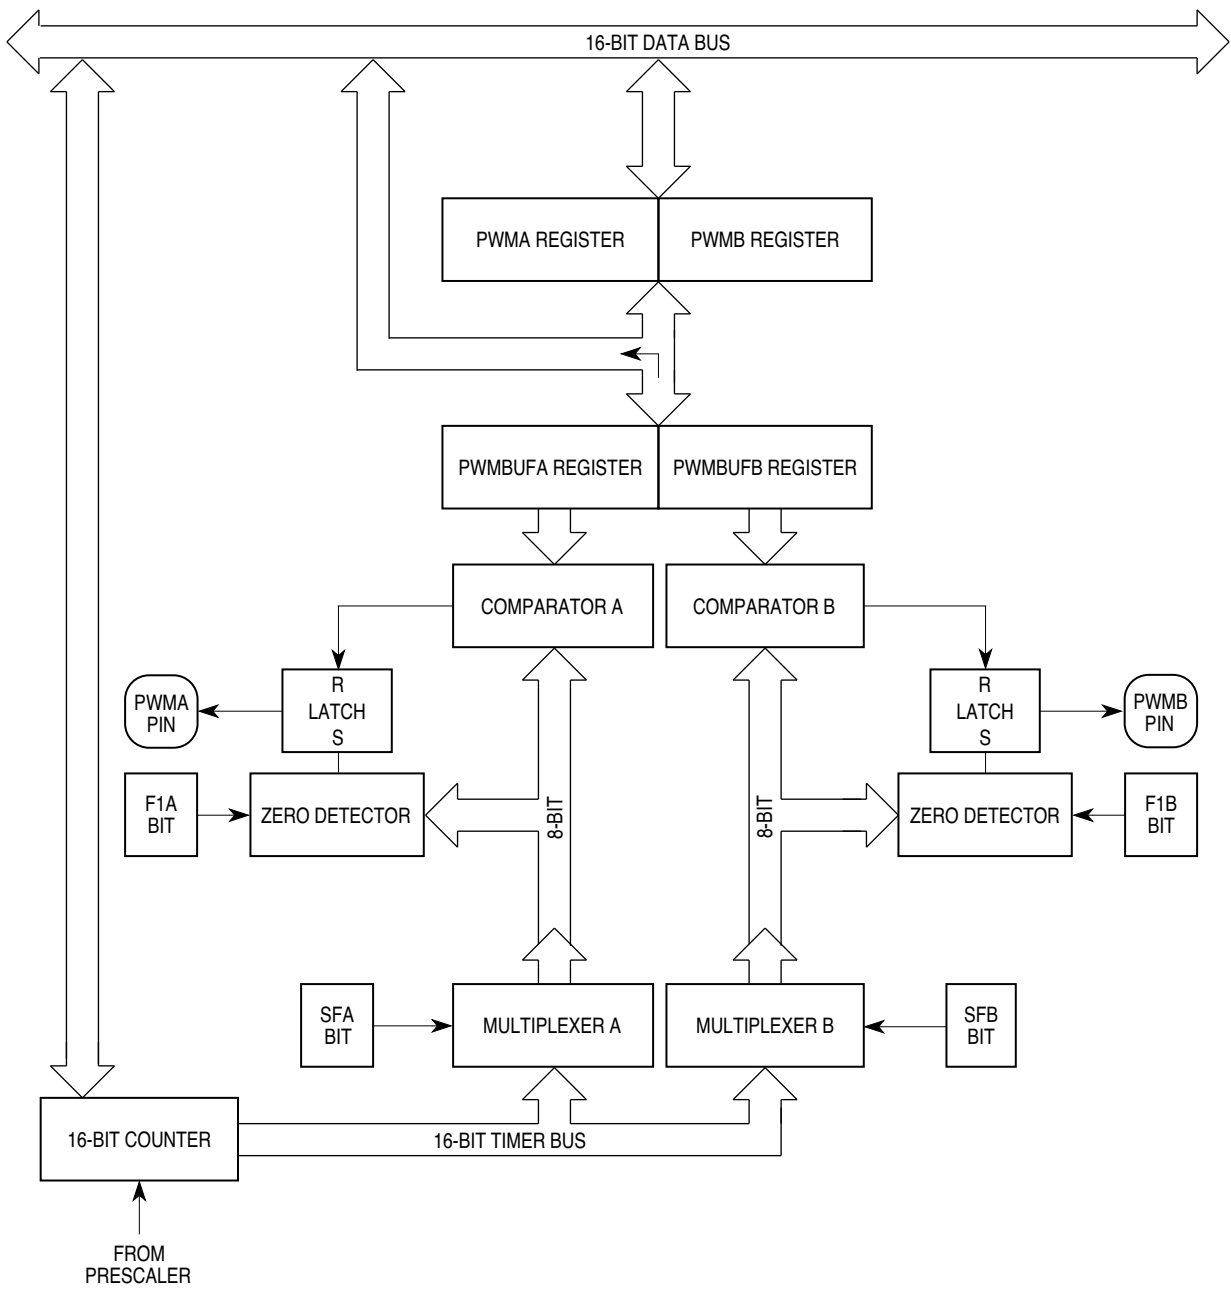 16-BIT DATA BUS
PWMA REGISTER
PWMB REGISTER
PWMBUFA REGISTER
PWMBUFB REGISTER
COMPARATOR A
COMPARATOR B
R
LATCH
S
PWMA
PIN
R
LATCH
S
PWMB
PIN
F1A
BIT
ZERO DETECTOR
8-BIT
8-BIT
ZERO DETECTOR
F1B
BIT
SFA
BIT
MULTIPLEXER A
MULTIPLEXER B
SFB
BIT
16-BIT COUNTER
16-BIT TIMER BUS
FROM
PRESCALER